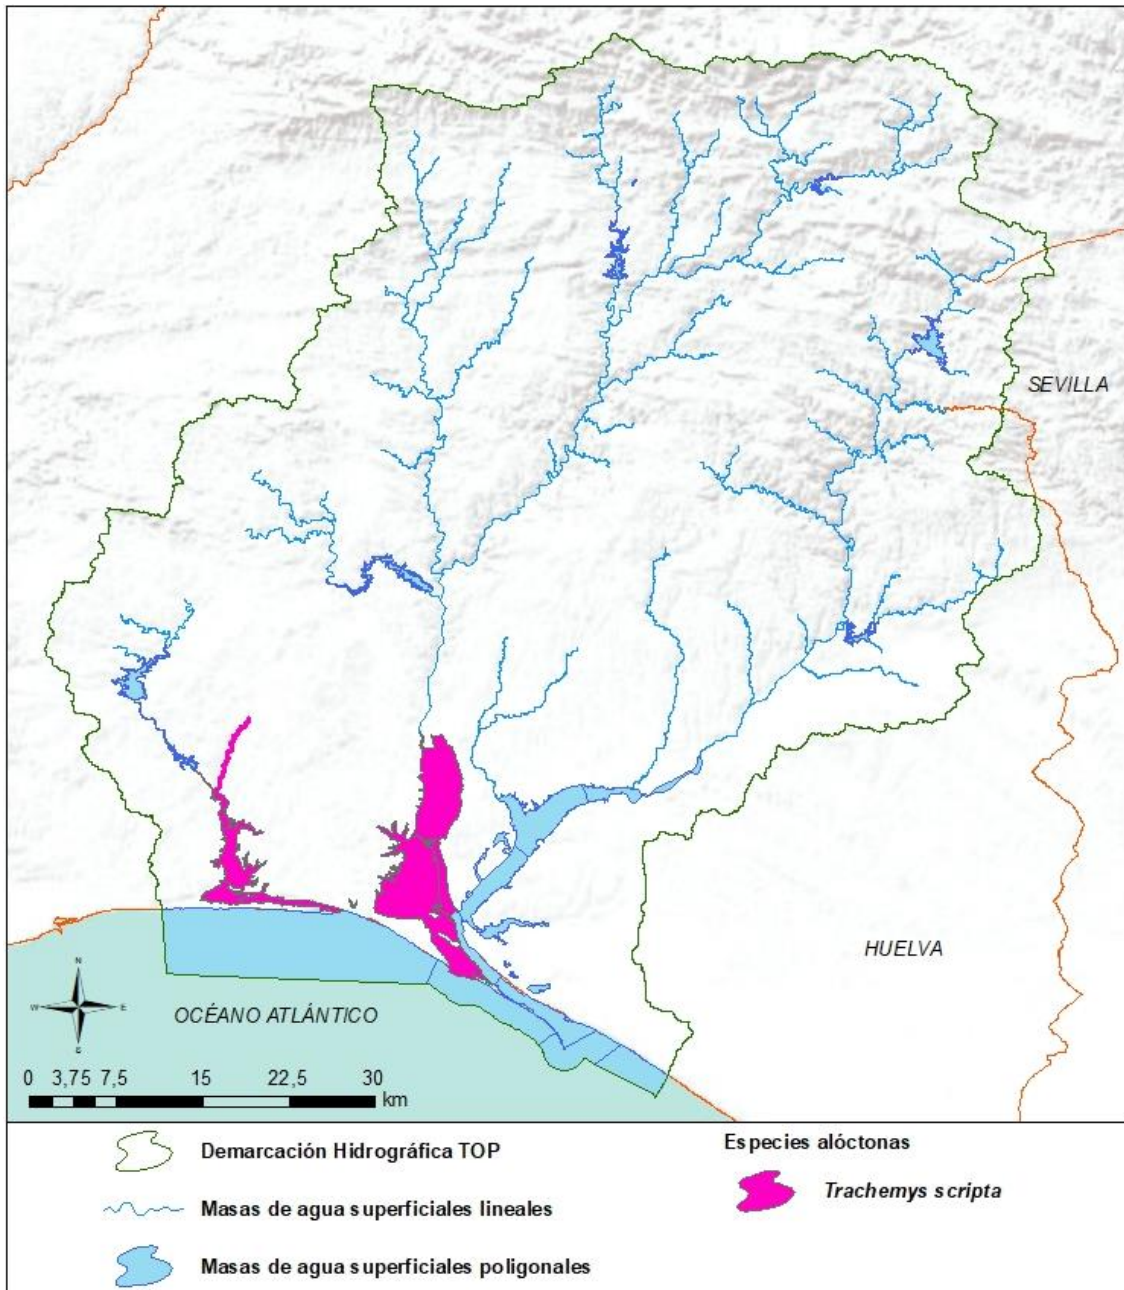 SEVILLA
HUELVA
N
W E
S
OCÉANO ATLÁNTICO
0 3,75 7,5 15 22,5 30
km
Demarcación Hidrográfica TOP
Masas de agua superficiales lineales
Masas de agua superficiales poligonales
Especies alóctonas
Trachemys scripta